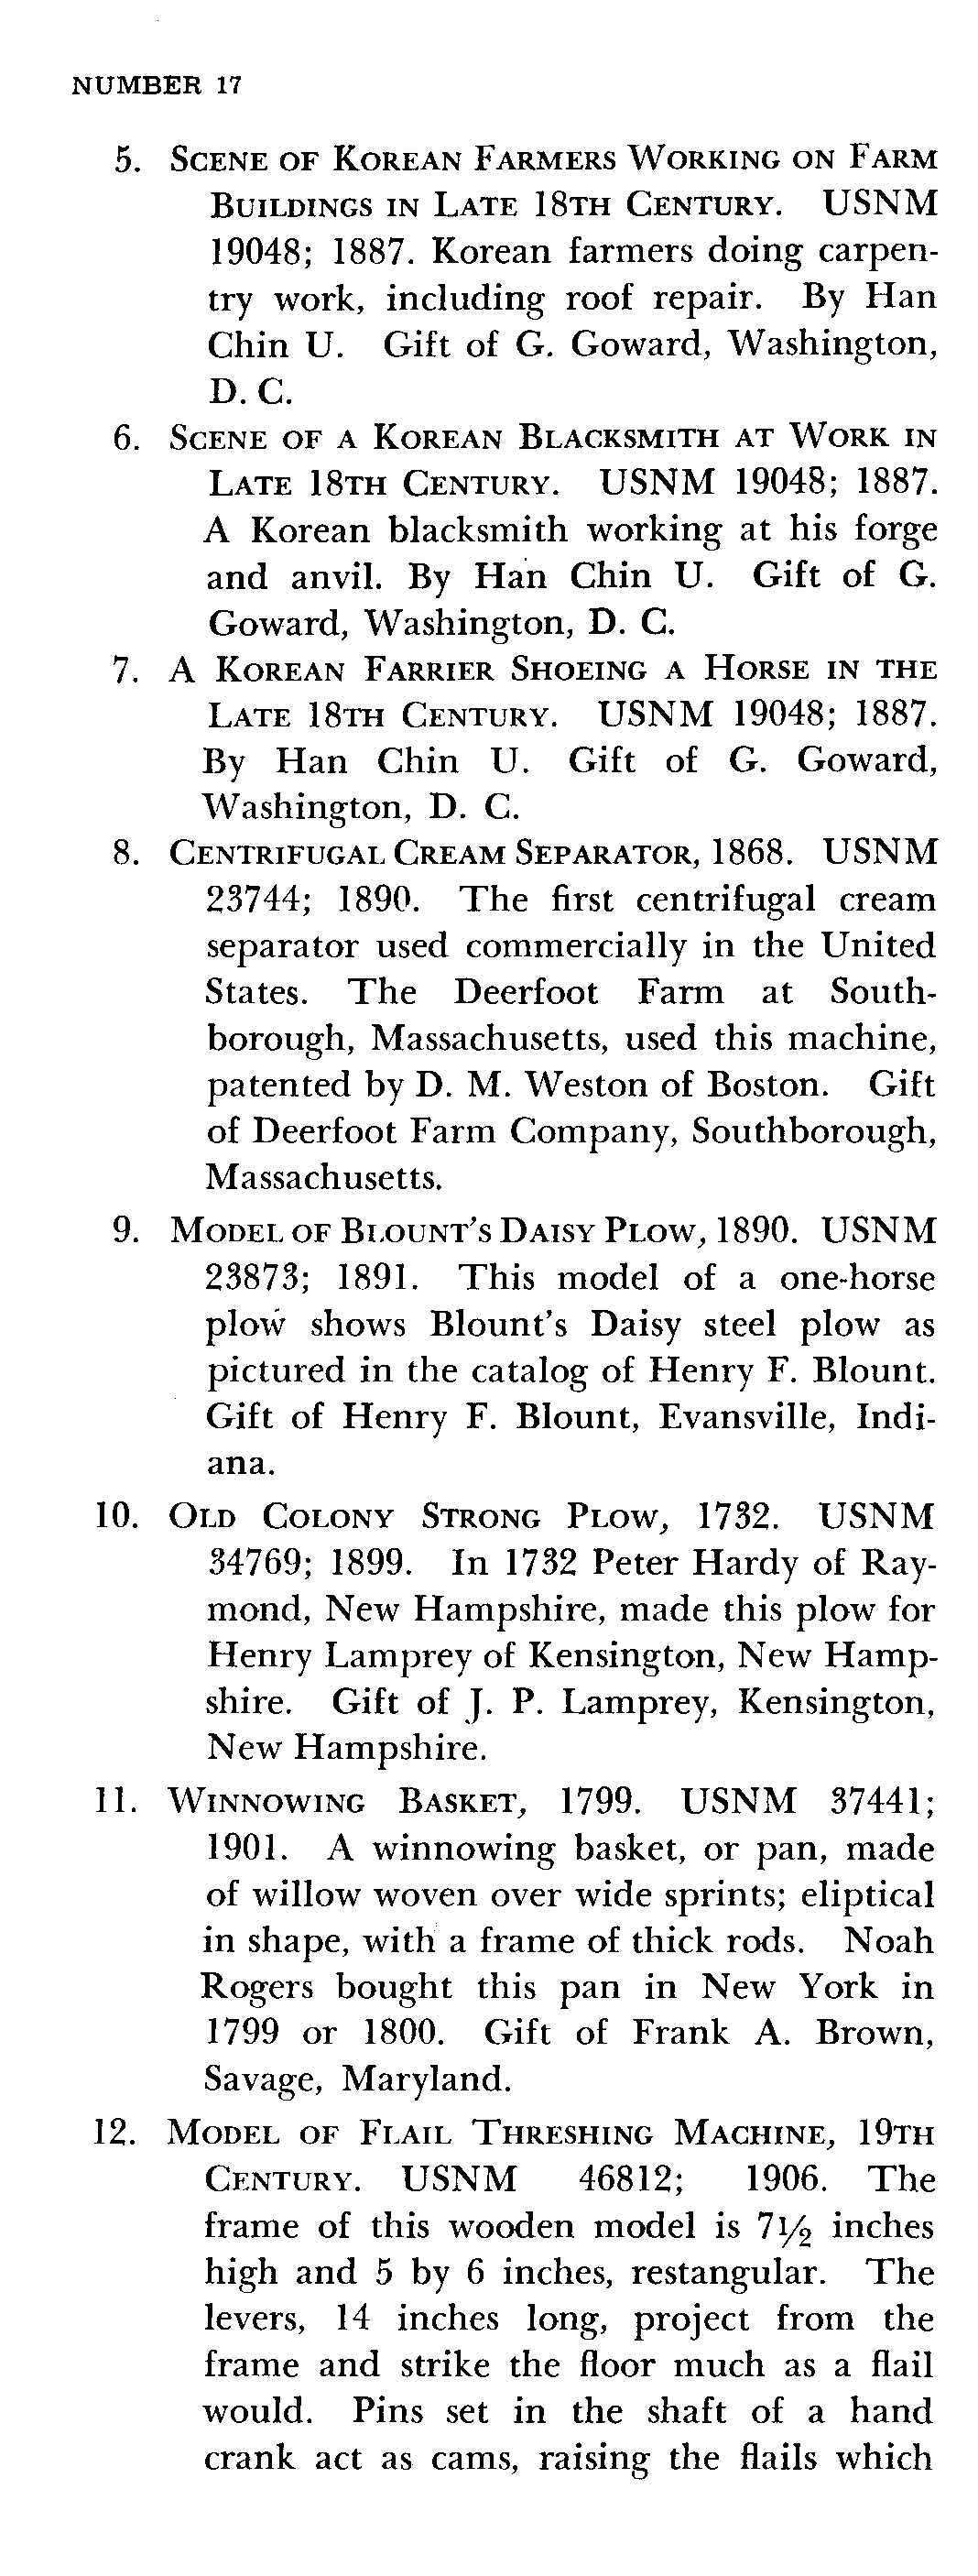 NUMBER 17
5. Scene of Korean Farmers Working on Farm
Buildings in Late 18th Century. USNM
19048; 1887. Korean farmers doing carpen-
try work, including roof repair. By Han
Chin U. Gift of G. Goward, Washington,
D. C.
6. Scene of a Korean Blacksmith at Work in
Late 18th Century. USNM 19048; 1887.
A Korean blacksmith working at his forge
and anvil. By Han Chin U. Gift of G.
Goward, Washington, D. C.
7. A Korean Farrier Shoeing a Horse in the
Late 18th Century. USNM 19048; 1887.
By Han Chin U. Gift of G. Goward,
Washington, D. C.
8. Centrifugal Cream Separator, 1868. USNM
23744; 1890. The first centrifugal cream
separator used commercially in the United
States. The Deerfoot Farm at South-
borough, Massachusetts, used this machine,
patented by D. M. Weston of Boston. Gift
of Deerfoot Farm Company, Southborough,
Massachusetts.
9. Model of Blount's Daisy Plow, 1890. USNM
23873; 1891. This model of a one-horse
plow shows Blount's Daisy steel plow as
pictured in the catalog of Henry F. Blount.
Gift of Henry F. Blount, Evansville, Indi-
ana.
10. Old Colony Strong Plow, 1732. USNM
34769; 1899. In 1732 Peter Hardy of Ray-
mond, New Hampshire, made this plow for
Henry Lamprey of Kensington, New Hamp-
shire. Gift of J. P. Lamprey, Kensington,
New Hampshire.
11. Winnowing Basket, 1799. USNM 37441;
1901. A winnowing basket, or pan, made
of willow woven over wide sprints; eliptical
in shape, with a frame of thick rods. Noah
Rogers bought this pan in New York in
1799 or 1800. Gift of Frank A. Brown,
Savage, Maryland.
12. Model of Flail Threshing Machine, 19th
Century. USNM 46812; 1906. The
frame of this wooden model is 7½ inches
high and 5 by 6 inches, restangular. The
levers, 14 inches long, project from the
frame and strike the floor much as a flail
would. Pins set in the shaft of a hand
crank act as cams, raising the flails which